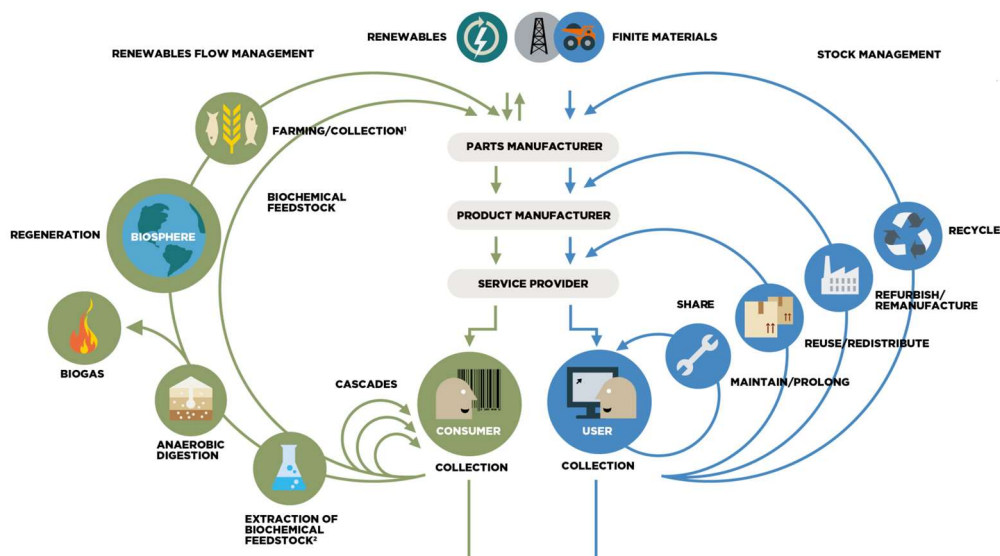 RENEWABLES
FINITE MATERIALS
RENEWABLES FLOW MANAGEMENT
STOCK MANAGEMENT
FARMING/COLLECTION¹
PARTS MANUFACTURER
BIOCHEMICAL
FEEDSTOCK
PRODUCT MANUFACTURER
REGENERATION
BIOSPHERE
RECYCLE
SERVICE PROVIDER
SHARE
REFURBISH/
REMANUFACTURE
REUSE/REDISTRIBUTE
BIOGAS
CASCADES
MAINTAIN/PROLONG
CONSUMER
USER
ANAEROBIC
DIGESTION
COLLECTION
COLLECTION
EXTRACTION OF
BIOCHEMICAL
FEEDSTOCK²